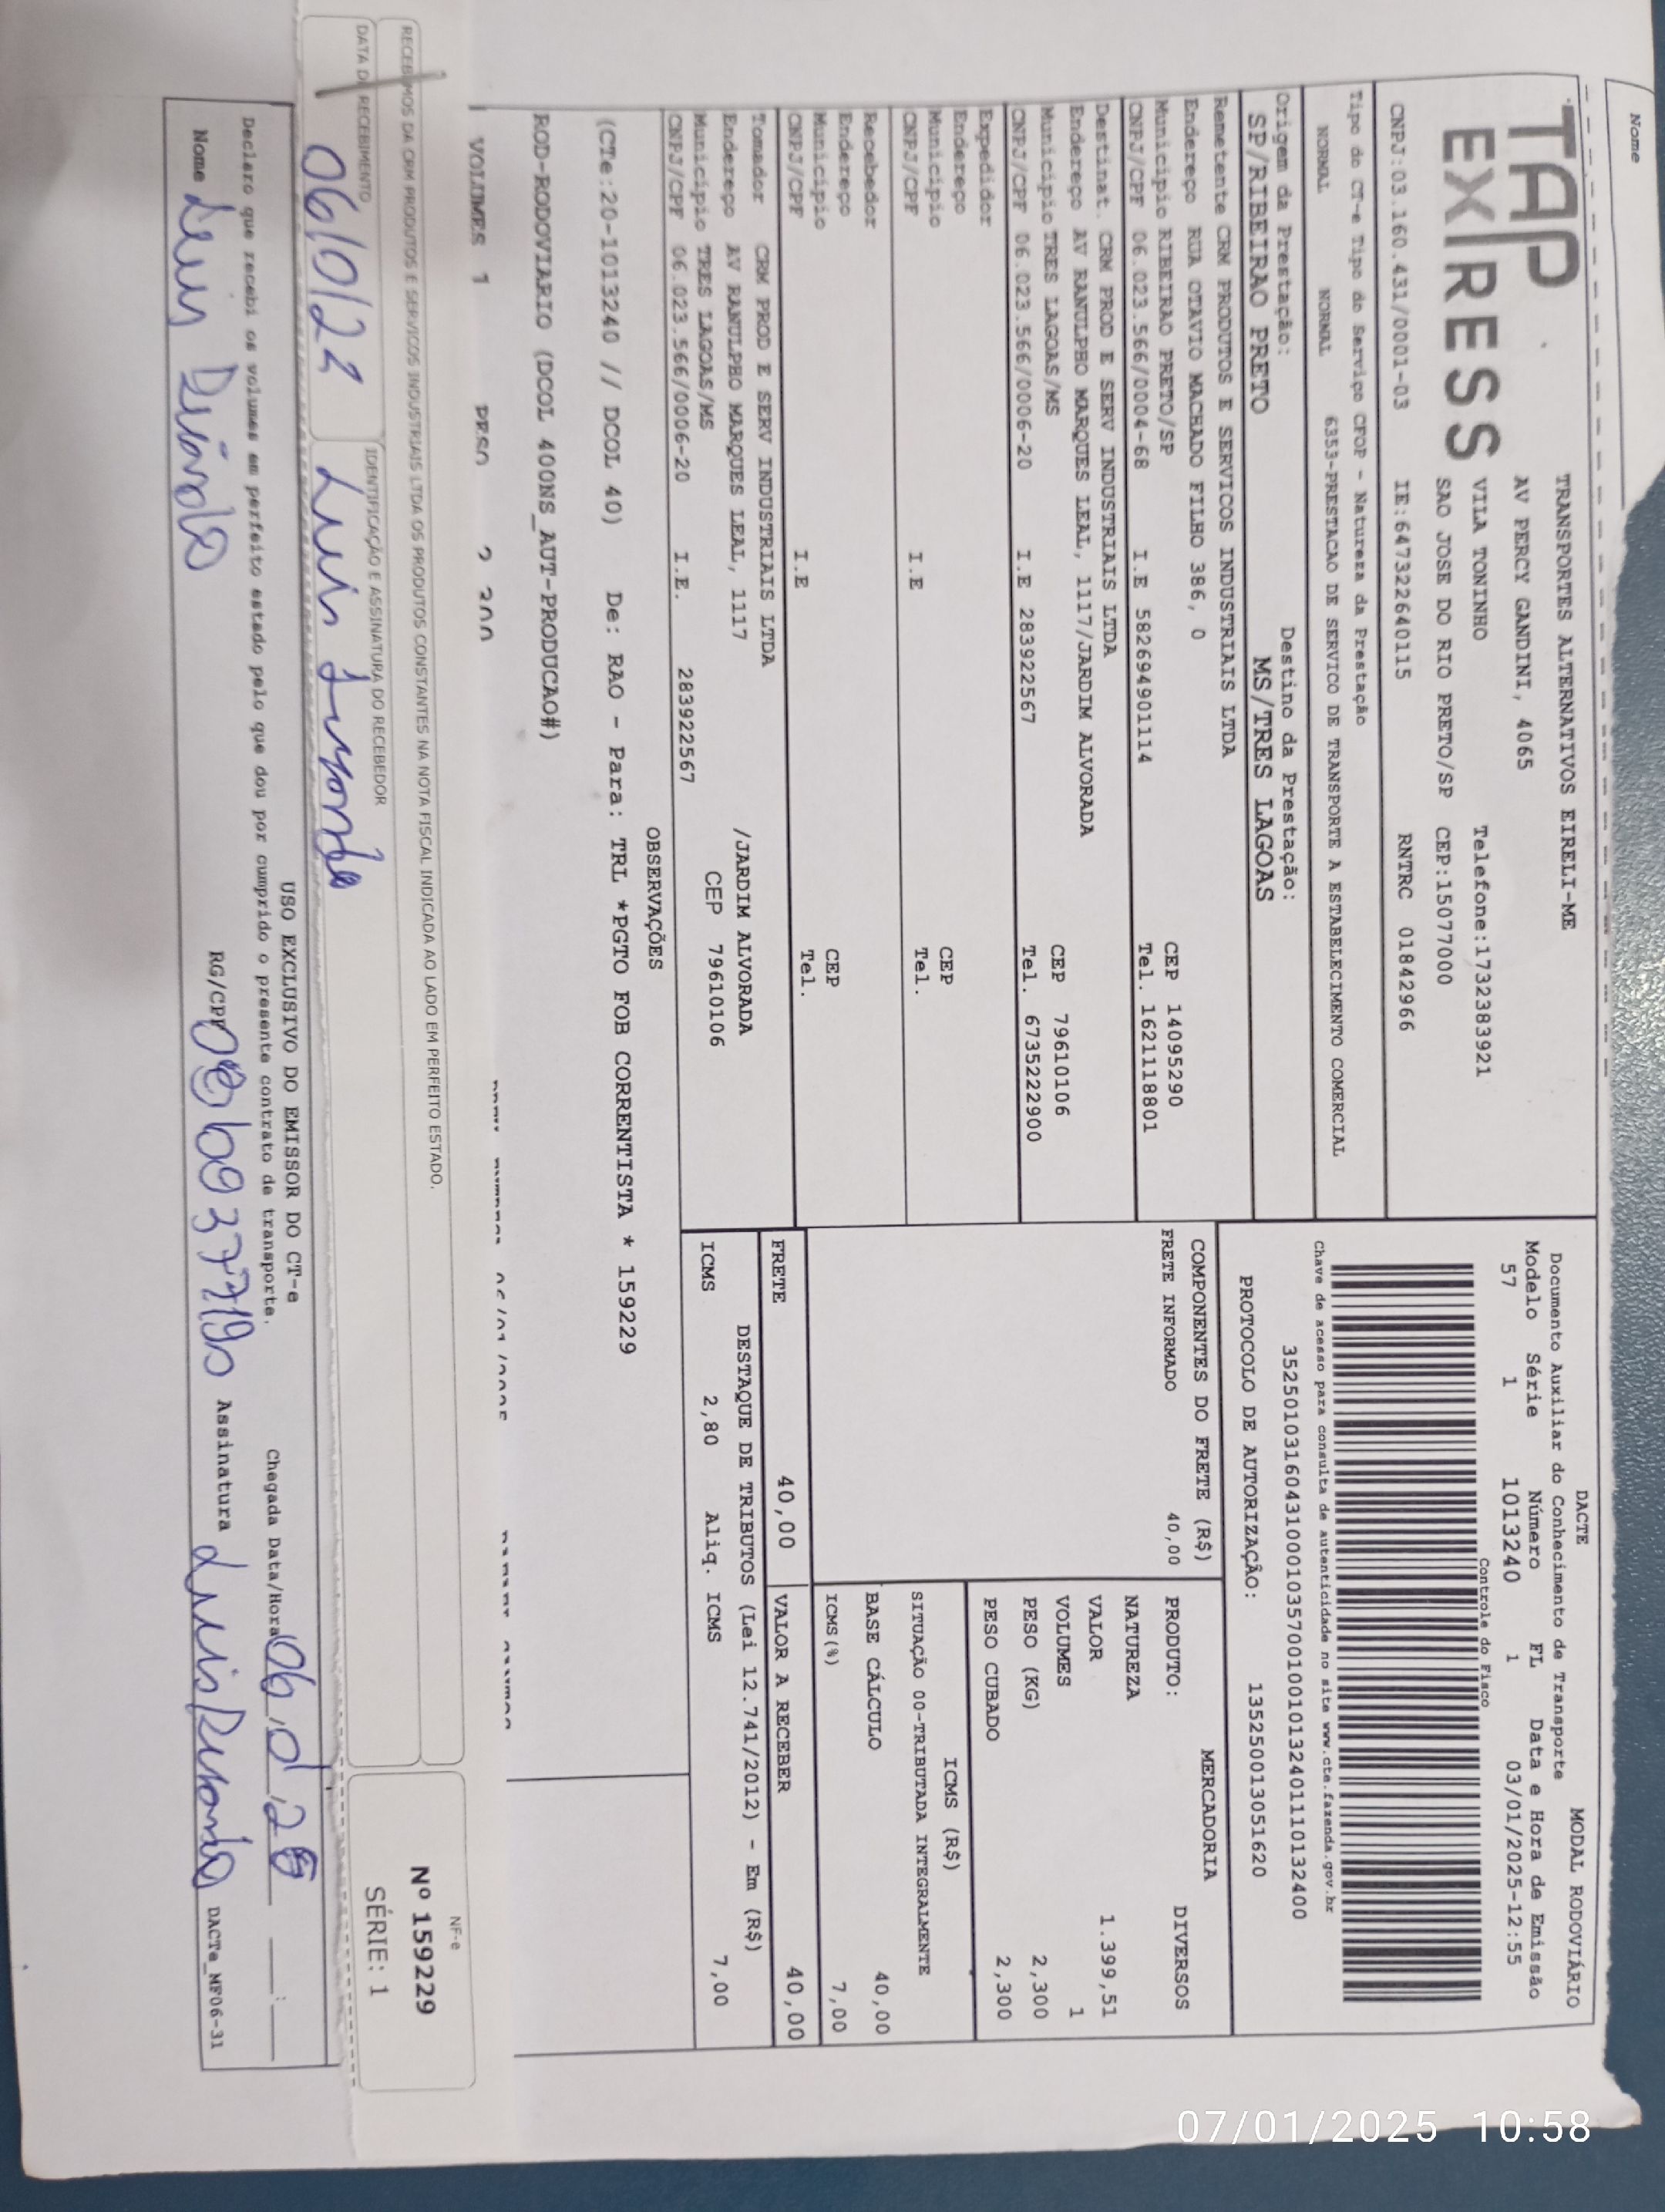 Nome
TAP EXPRESS
TRANSPORTES ALTERNATIVOS EIRELI-ME
AV PERCY GANDINI, 4065
VILA TONINHO Telefone:1732383921
SAO JOSE DO RIO PRETO/SP CEP:15077000
CNPJ:03.160.431/0001-03 IE:647322640115 RNTRC 01842966
Tipo do CT-e Tipo do Serviço CFOP - Natureza da Prestação
NORMAL NORMAL 6353-PRESTACAO DE SERVICO DE TRANSPORTE A ESTABELECIMENTO COMERCIAL
Origem da Prestação: Destino da Prestação:
SP/RIBEIRAO PRETO MS/TRES LAGOAS
DACTE MODAL RODOVIÁRIO
Documento Auxiliar do Conhecimento de Transporte
Modelo Série Número FL Data e Hora de Emissão
57 1 1013240 1 03/01/2025-12:55
Controle do Fisco
Chave de acesso para consulta de autenticidade no site www.cte.fazenda.gov.br
PROTOCOLO DE AUTORIZAÇÃO: 135250013051620
Remetente CRM PRODUTOS E SERVICOS INDUSTRIAIS LTDA
Endereço RUA OTAVIO MACHADO FILHO 386, 0
Município RIBEIRAO PRETO/SP CEP 14095290
CNPJ/CPF 06.023.566/0004-68 I.E 582694901114 Tel. 1621118801
Destinat. CRM PROD E SERV INDUSTRIAIS LTDA
Endereço AV RANULPHO MARQUES LEAL, 1117/JARDIM ALVORADA
Município TRES LAGOAS/MS CEP 79610106
CNPJ/CPF 06.023.566/0006-20 I.E 283922567 Tel. 6735222900
Expedidor
Endereço
Município CEP
CNPJ/CPF I.E Tel.
Recebedor
Endereço
Município CEP
CNPJ/CPF I.E Tel.
Tomador CRM PROD E SERV INDUSTRIAIS LTDA
Endereço AV RANULPHO MARQUES LEAL, 1117 /JARDIM ALVORADA
Município TRES LAGOAS/MS CEP 79610106
CNPJ/CPF 06.023.566/0006-20 I.E. 283922567
COMPONENTES DO FRETE (R$)
FRETE INFORMADO 40,00
MERCADORIA
PRODUTO: DIVERSOS
NATUREZA
VALOR 1.399,51
VOLUMES 1
PESO (KG) 2,300
PESO CUBADO 2,300
ICMS (R$)
SITUAÇÃO 00-TRIBUTADA INTEGRALMENTE
BASE CÁLCULO 40,00
ICMS(%) 7,00
FRETE 40,00 VALOR A RECEBER 40,00
DESTAQUE DE TRIBUTOS (Lei 12.741/2012) - Em (R$)
ICMS 2,80 Aliq. ICMS 7,00
OBSERVAÇÕES
(CTe:20-1013240 // DCOL 40) De: RAO - Para: TRL *PGTO FOB CORRENTISTA * 159229
ROD-RODOVIARIO (DCOL 400NS_AUT-PRODUCAO#)
VOLUMES 1 PESO 2 300
RECEBEMOS DA CRM PRODUTOS E SERVICOS INDUSTRIAIS LTDA OS PRODUTOS CONSTANTES NA NOTA FISCAL INDICADA AO LADO EM PERFEITO ESTADO.
DATA DE RECEBIMENTO IDENTIFICAÇÃO E ASSINATURA DO RECEBEDOR
NF-e
Nº 159229
SÉRIE: 1
USO EXCLUSIVO DO EMISSOR DO CT-e
Declaro que recebi os volumes em perfeito estado pelo que dou por cumprido o presente contrato de transporte. Chegada Data/Hora
Nome RG/CPF Assinatura DACTe_MF06-31
07/01/2025 10:58